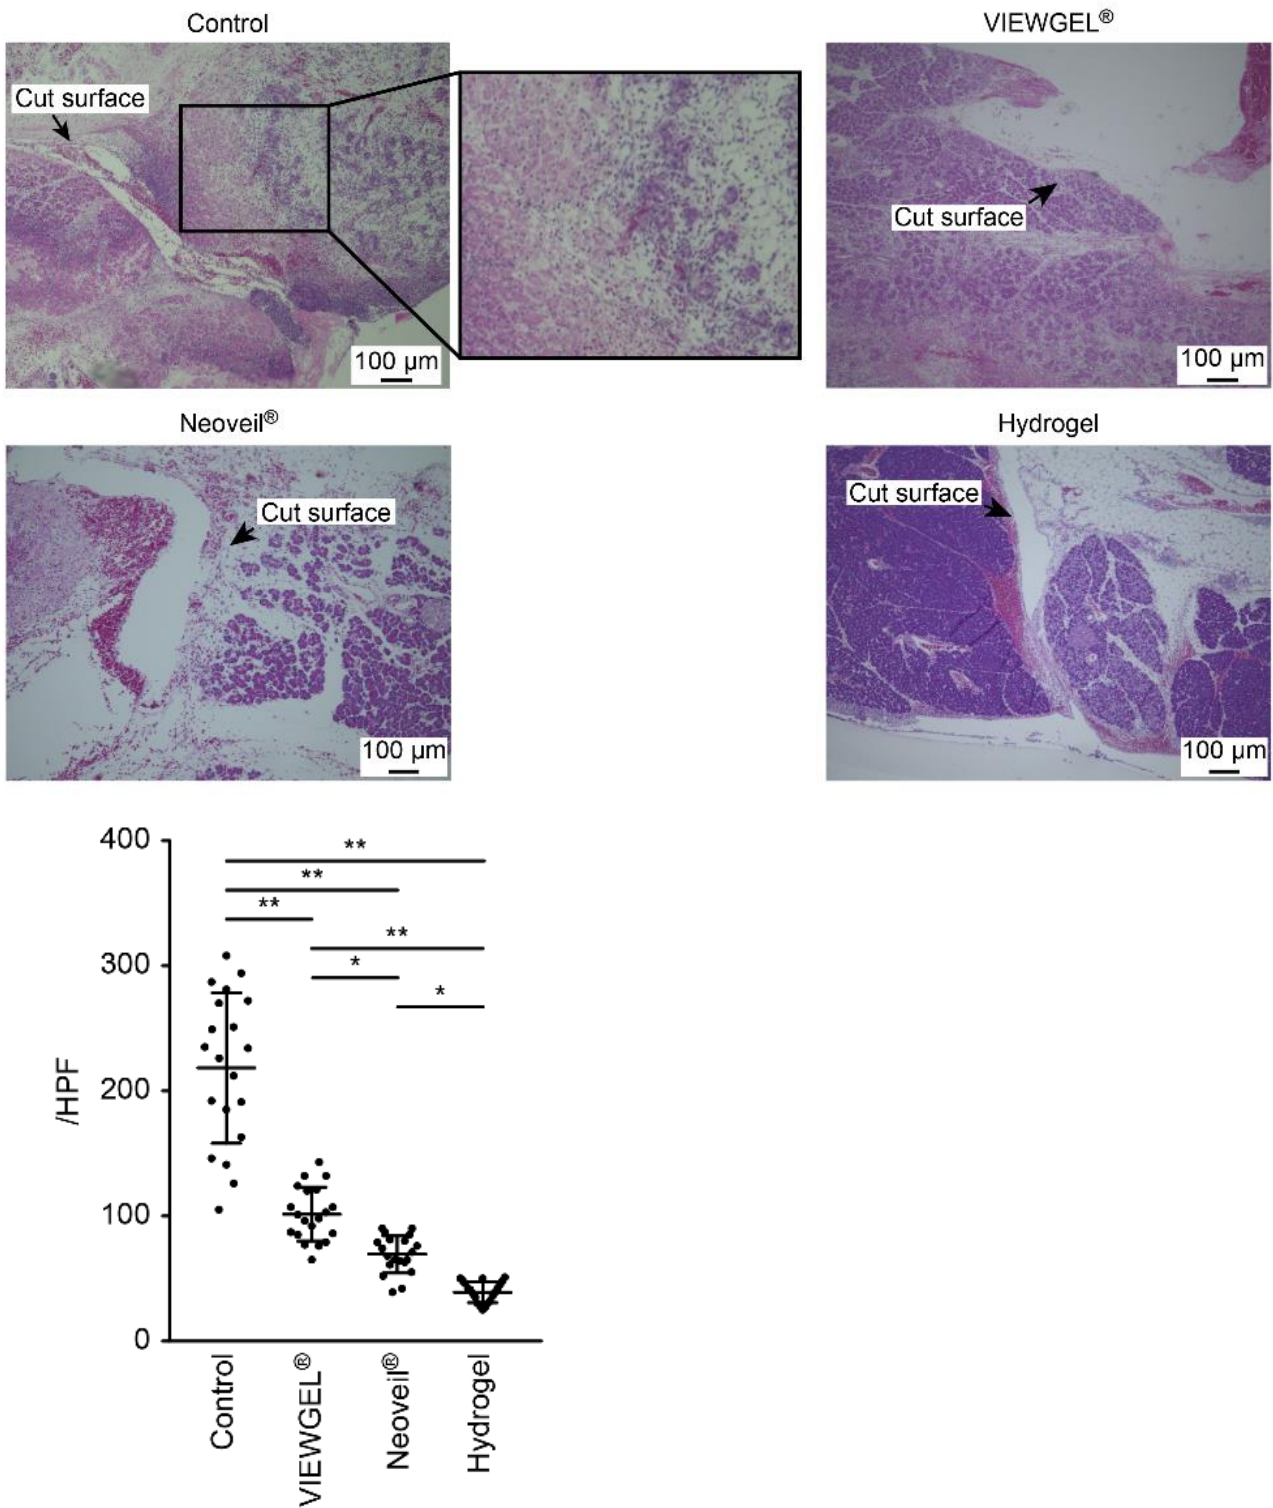 Control
VIEWGEL®
Cut surface
Cut surface
100 µm
100 µm
Neoveil®
Hydrogel
Cut surface
Cut surface
100 µm
100 µm
400
300
200
100
0
/HPF
**
**
**
**
*
*
Control
VIEWGEL®
Neoveil®
Hydrogel